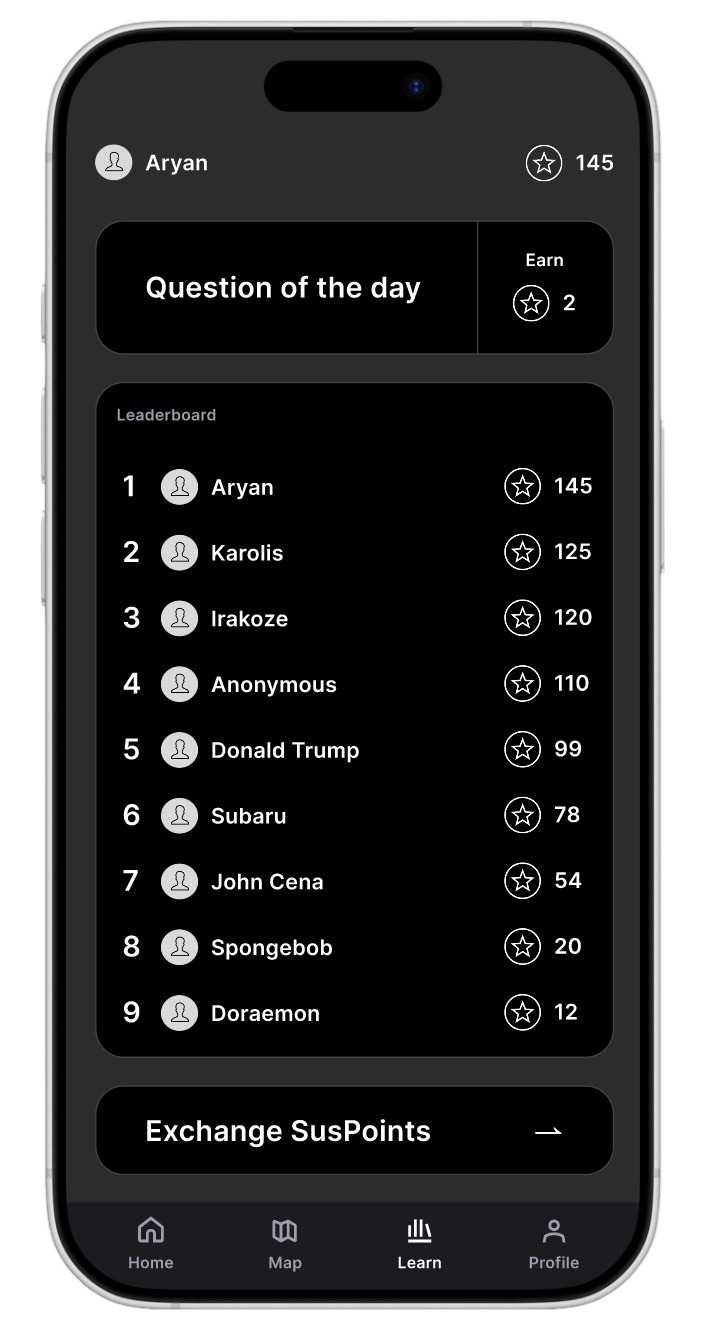 Aryan 145
Question of the day
Earn
2
Leaderboard
1 Aryan 145
2 Karolis 125
3 Irakoze 120
4 Anonymous 110
5 Donald Trump 99
6 Subaru 78
7 John Cena 54
8 Spongebob 20
9 Doraemon 12
Exchange SusPoints
Home Map Learn Profile